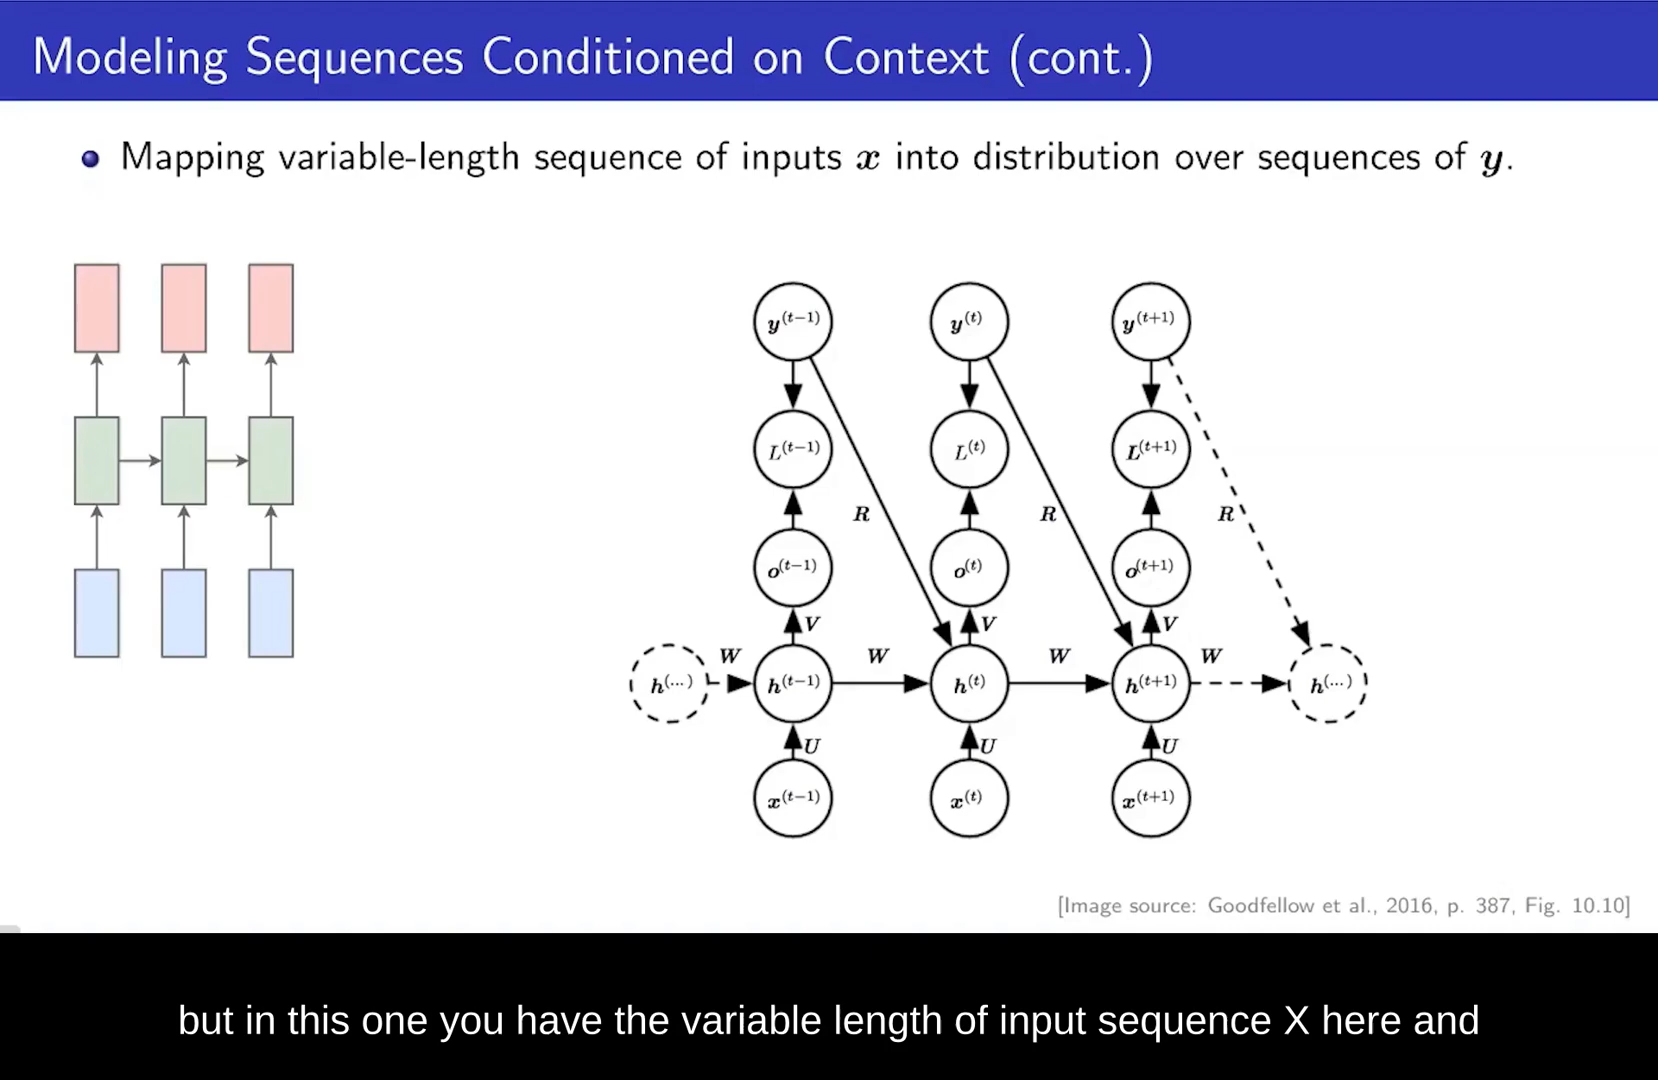 Modeling Sequences Conditioned on Context (cont.)
Mapping variable-length sequence of inputs x into distribution over sequences of y.
y(t−1) y(t) y(t+1)
L(t−1) L(t) L(t+1)
R R R
o(t−1) o(t) o(t+1)
V V V
W W W W
h(...) h(t−1) h(t) h(t+1) h(...)
U U U
x(t−1) x(t) x(t+1)
[Image source: Goodfellow et al., 2016, p. 387, Fig. 10.10]
but in this one you have the variable length of input sequence X here and